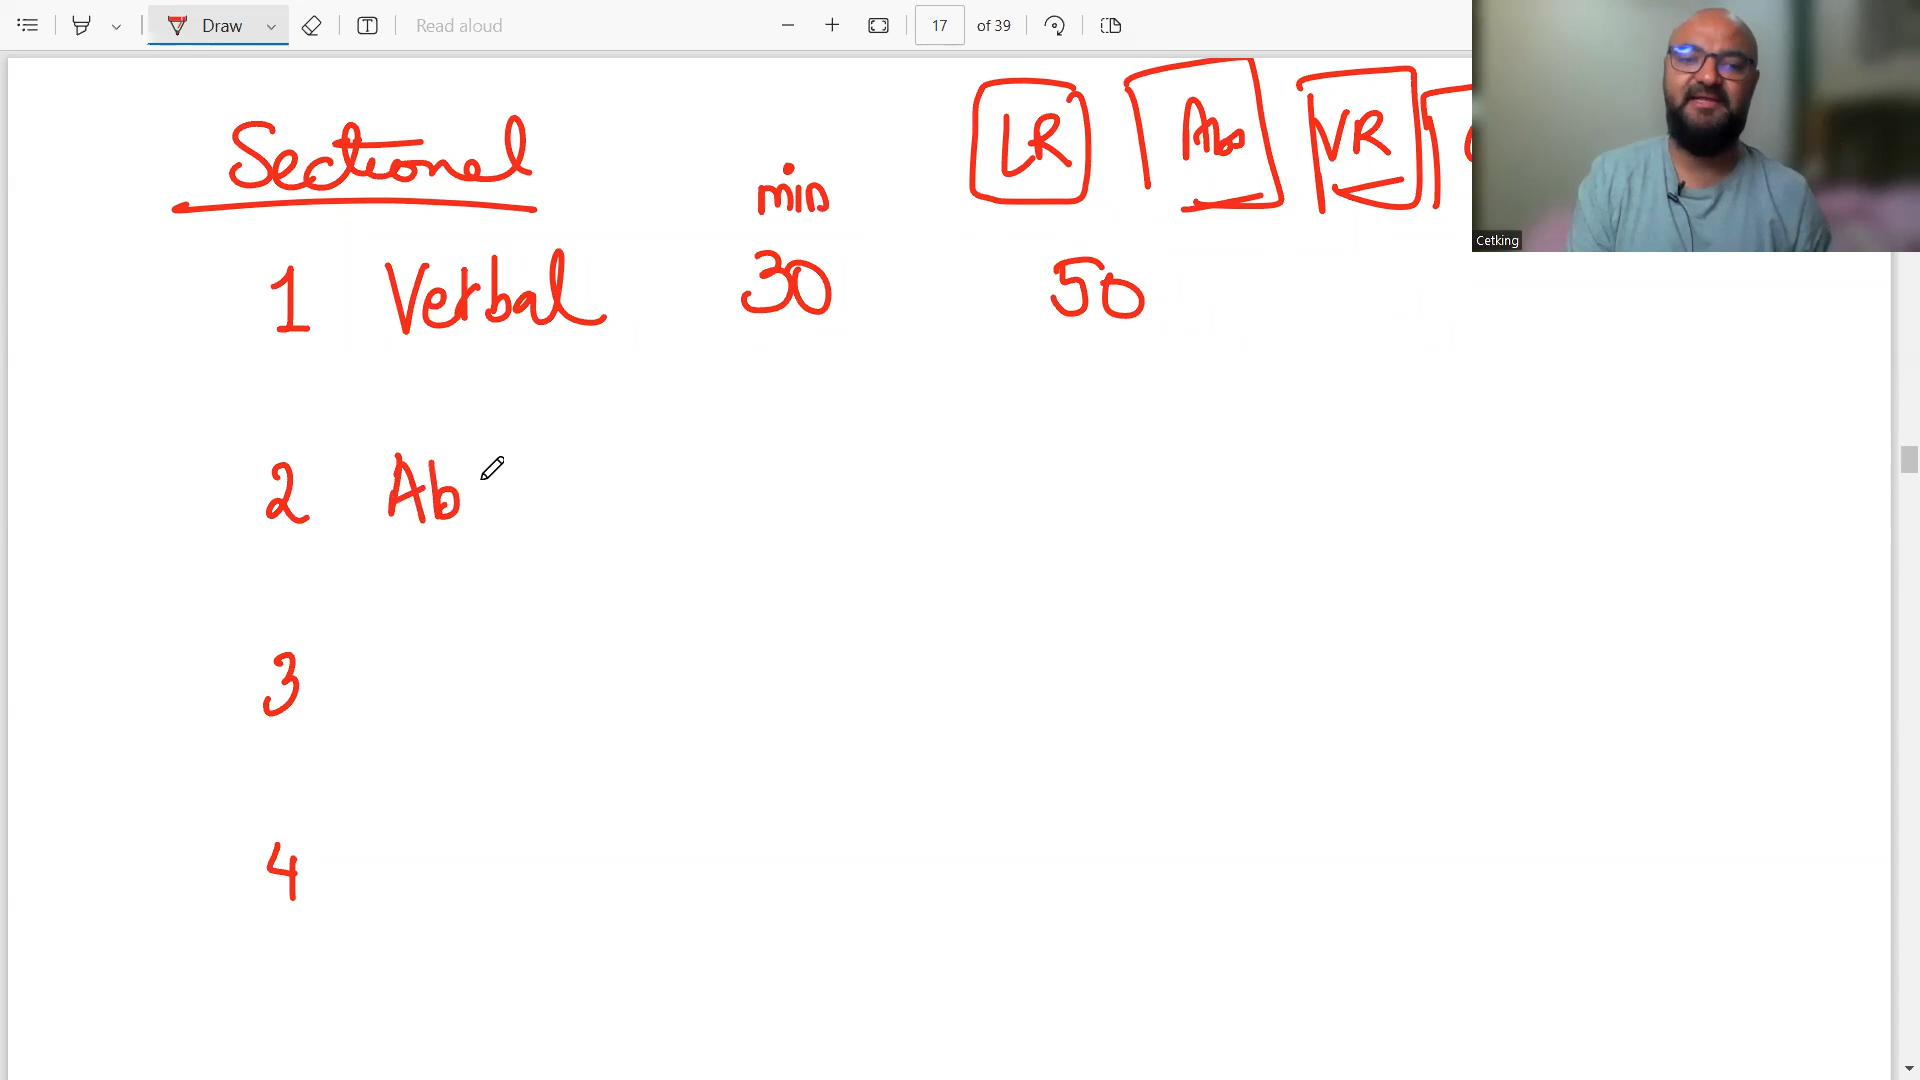 Draw
Read aloud
17 of 39
LR Abs VR
Sectional
min
Cetking
1 Verbal 30 50
2 Ab
3
4